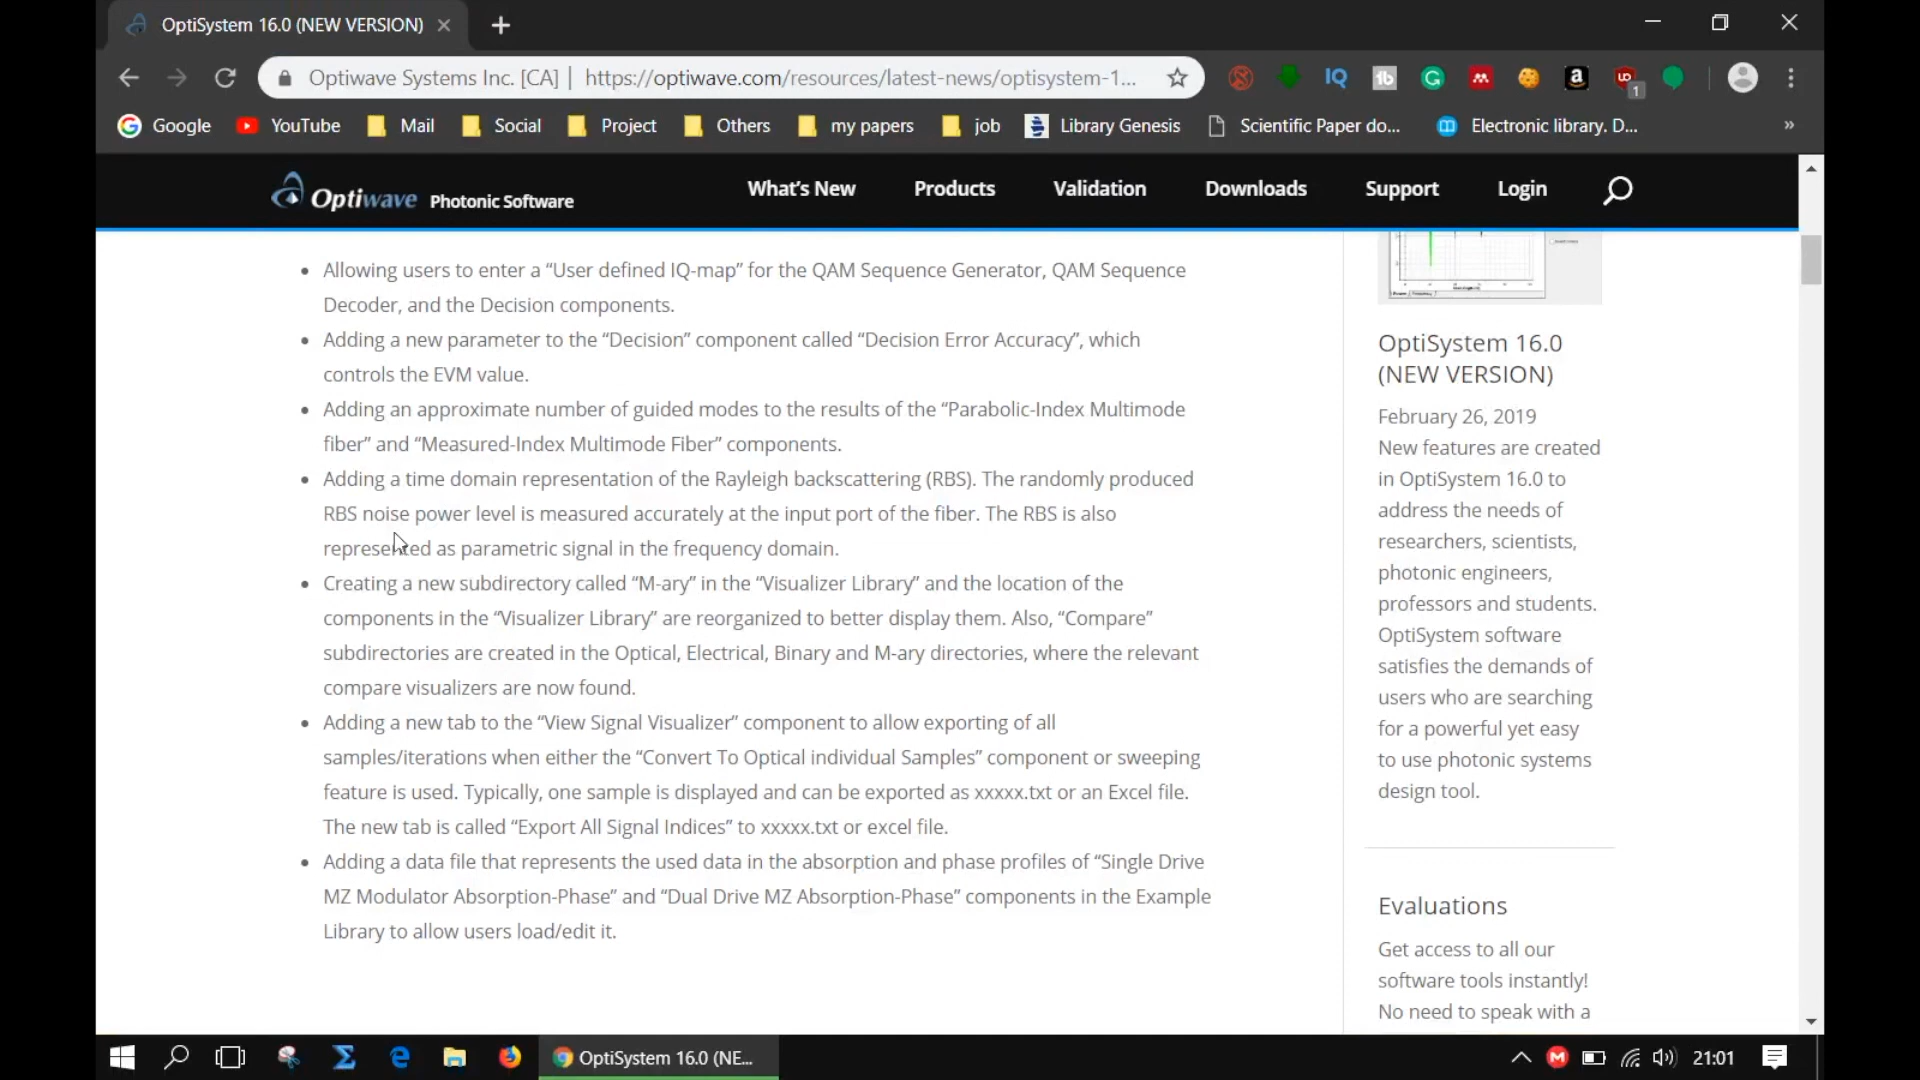 OptiSystem 16.0 (NEW VERSION)
Optiwave Systems Inc. [CA] | https://optiwave.com/resources/latest-news/optisystem-1...
IQ
1
Google YouTube Mail Social Project Others my papers job Library Genesis Scientific Paper do... Electronic library. D... »
Optiwave Photonic Software What's New Products Validation Downloads Support Login
• Allowing users to enter a “User defined IQ-map” for the QAM Sequence Generator, QAM Sequence
Decoder, and the Decision components.
• Adding a new parameter to the “Decision” component called “Decision Error Accuracy”, which
controls the EVM value.
• Adding an approximate number of guided modes to the results of the “Parabolic-Index Multimode
fiber” and “Measured-Index Multimode Fiber” components.
• Adding a time domain representation of the Rayleigh backscattering (RBS). The randomly produced
RBS noise power level is measured accurately at the input port of the fiber. The RBS is also
represented as parametric signal in the frequency domain.
• Creating a new subdirectory called “M-ary” in the “Visualizer Library” and the location of the
components in the “Visualizer Library” are reorganized to better display them. Also, “Compare”
subdirectories are created in the Optical, Electrical, Binary and M-ary directories, where the relevant
compare visualizers are now found.
• Adding a new tab to the “View Signal Visualizer” component to allow exporting of all
samples/iterations when either the “Convert To Optical individual Samples” component or sweeping
feature is used. Typically, one sample is displayed and can be exported as xxxxx.txt or an Excel file.
The new tab is called “Export All Signal Indices” to xxxxx.txt or excel file.
• Adding a data file that represents the used data in the absorption and phase profiles of “Single Drive
MZ Modulator Absorption-Phase” and “Dual Drive MZ Absorption-Phase” components in the Example
Library to allow users load/edit it.
OptiSystem 16.0
(NEW VERSION)
February 26, 2019
New features are created
in OptiSystem 16.0 to
address the needs of
researchers, scientists,
photonic engineers,
professors and students.
OptiSystem software
satisfies the demands of
users who are searching
for a powerful yet easy
to use photonic systems
design tool.
Evaluations
Get access to all our
software tools instantly!
No need to speak with a
OptiSystem 16.0 (NE...
21:01